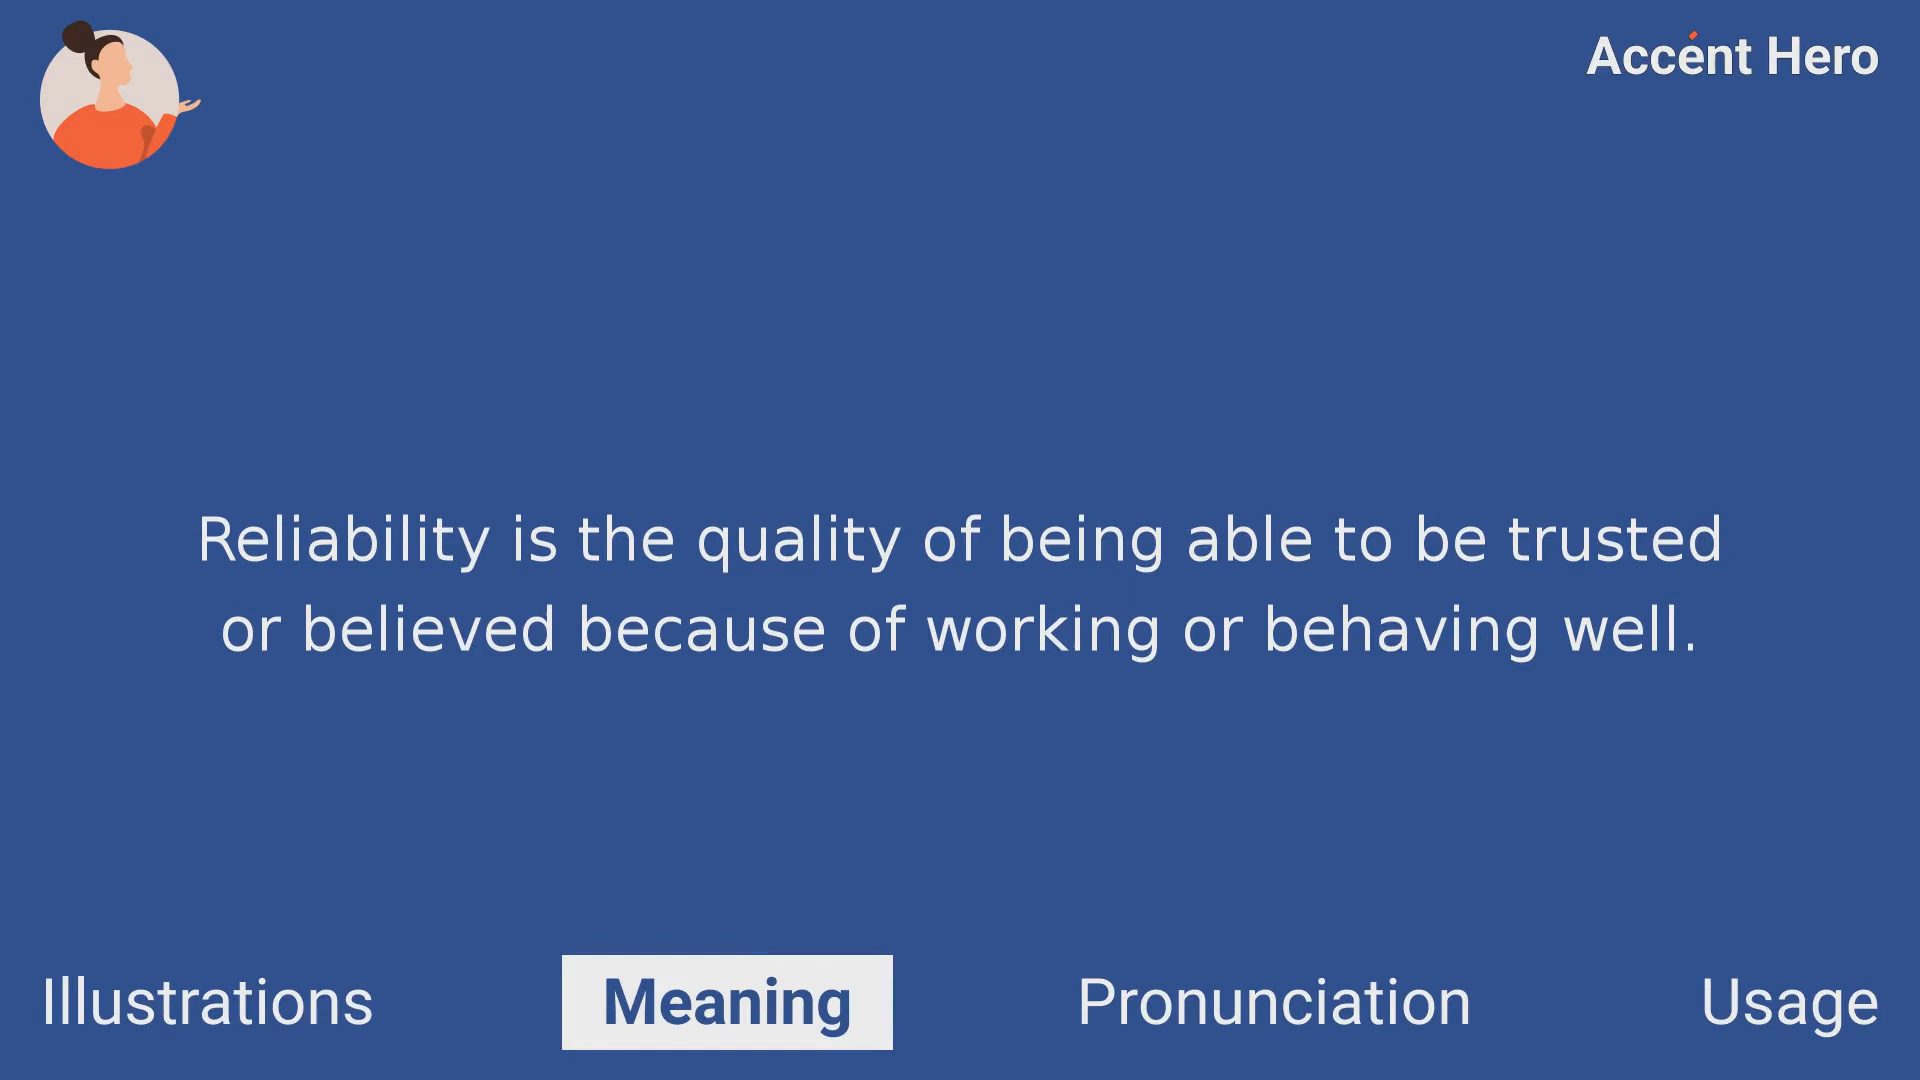 Accént Hero
Reliability is the quality of being able to be trusted
or believed because of working or behaving well.
Illustrations Meaning Pronunciation Usage